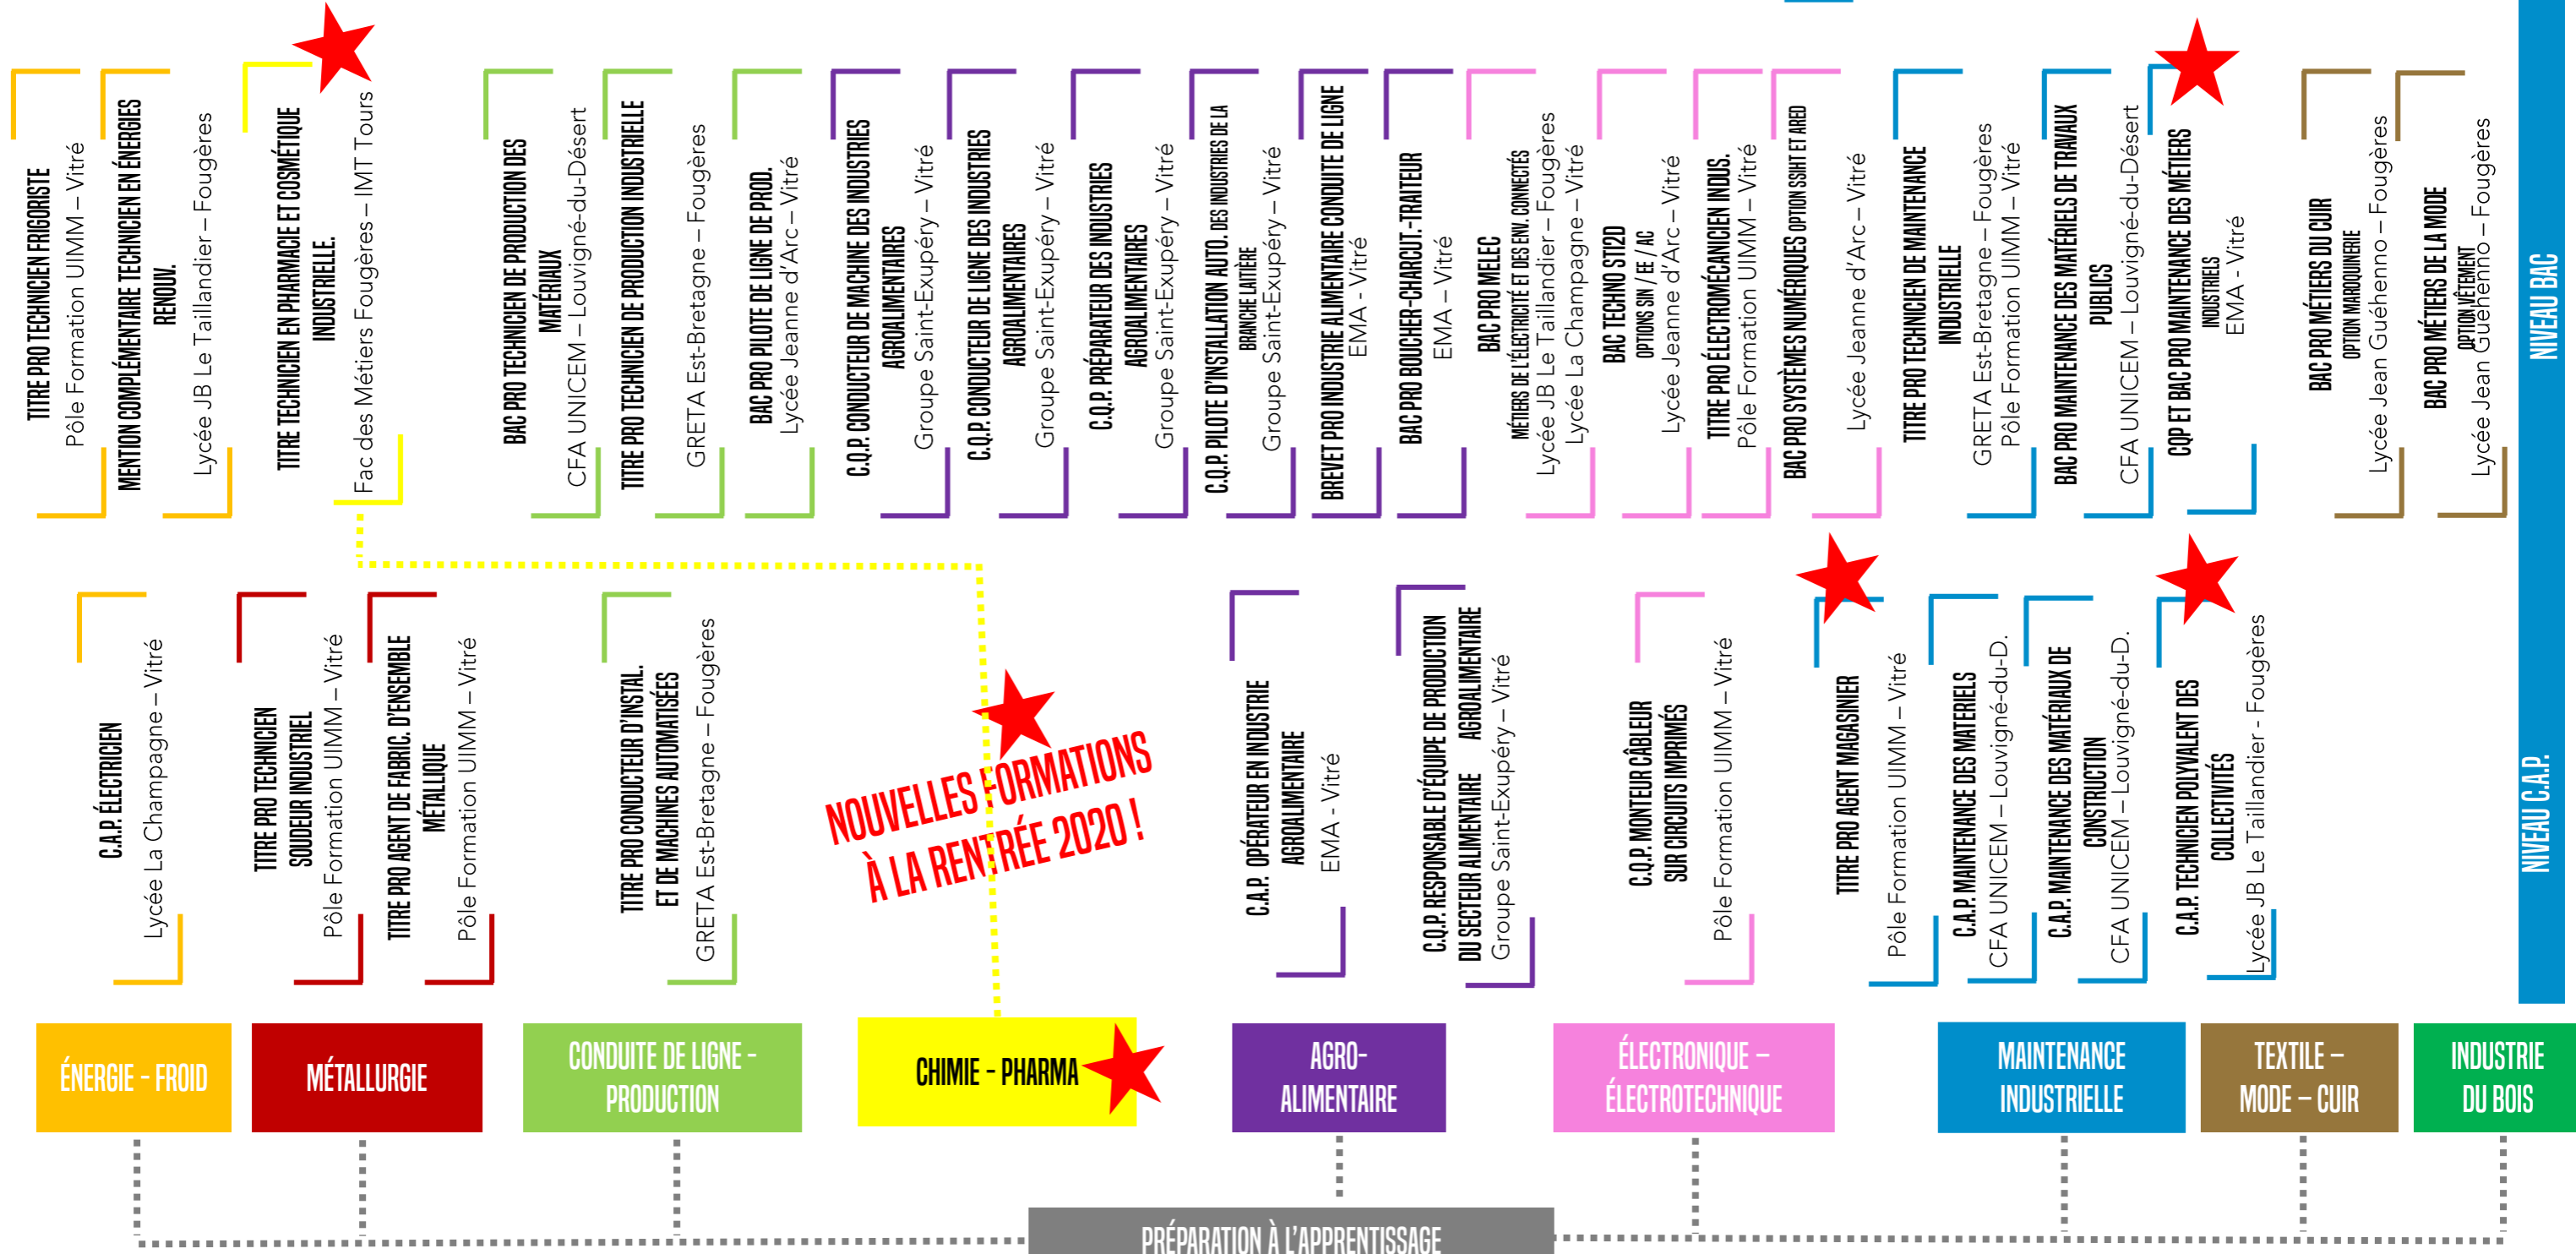 TITRE PRO TECHNICIEN FRIGORISTE
Pôle Formation UIMM – Vitré
MENTION COMPLÉMENTAIRE TECHNICIEN EN ÉNERGIES
RENOUV.
Lycée JB Le Taillandier – Fougères
TITRE TECHNICIEN EN PHARMACIE ET COSMÉTIQUE
INDUSTRIELLE.
Fac des Métiers Fougères – IMT Tours
BAC PRO TECHNICIEN DE PRODUCTION DES
MATÉRIAUX
CFA UNICEM – Louvigné-du-Désert
TITRE PRO TECHNICIEN DE PRODUCTION INDUSTRIELLE
GRETA Est-Bretagne – Fougères
BAC PRO PILOTE DE LIGNE DE PROD.
Lycée Jeanne d'Arc – Vitré
C.Q.P. CONDUCTEUR DE MACHINE DES INDUSTRIES
AGROALIMENTAIRES
Groupe Saint-Exupéry – Vitré
C.Q.P. CONDUCTEUR DE LIGNE DES INDUSTRIES
AGROALIMENTAIRES
Groupe Saint-Exupéry – Vitré
C.Q.P. PRÉPARATEUR DES INDUSTRIES
AGROALIMENTAIRES
Groupe Saint-Exupéry – Vitré
C.Q.P. PILOTE D'INSTALLATION AUTO. DES INDUSTRIES DE LA
BRANCHE LAITIÈRE
Groupe Saint-Exupéry – Vitré
BREVET PRO INDUSTRIE ALIMENTAIRE CONDUITE DE LIGNE
EMA - Vitré
BAC PRO BOUCHER-CHARCUT.-TRAITEUR
EMA – Vitré
BAC PRO MELEC
MÉTIERS DE L'ÉLECTRICITÉ ET DES ENV. CONNECTÉS
Lycée JB Le Taillandier – Fougères
Lycée La Champagne – Vitré
BAC TECHNO STI2D
OPTIONS SIN / EE / AC
Lycée Jeanne d'Arc – Vitré
TITRE PRO ÉLECTROMÉCANICIEN INDUS.
Pôle Formation UIMM – Vitré
BAC PRO SYSTÈMES NUMÉRIQUES OPTION SSIHT ET ARED
Lycée Jeanne d'Arc – Vitré
TITRE PRO TECHNICIEN DE MAINTENANCE
INDUSTRIELLE
GRETA Est-Bretagne – Fougères
Pôle Formation UIMM – Vitré
BAC PRO MAINTENANCE DES MATÉRIELS DE TRAVAUX
PUBLICS
CFA UNICEM – Louvigné-du-Désert
CQP ET BAC PRO MAINTENANCE DES MÉTIERS
INDUSTRIELS
EMA - Vitré
BAC PRO MÉTIERS DU CUIR
OPTION MAROQUINERIE
Lycée Jean Guéhenno – Fougères
BAC PRO MÉTIERS DE LA MODE
OPTION VÊTEMENT
Lycée Jean Guéhenno – Fougères
NIVEAU BAC
C.A.P. ÉLECTRICIEN
Lycée La Champagne – Vitré
TITRE PRO TECHNICIEN
SOUDEUR INDUSTRIEL
Pôle Formation UIMM – Vitré
TITRE PRO AGENT DE FABRIC. D'ENSEMBLE
MÉTALLIQUE
Pôle Formation UIMM – Vitré
TITRE PRO CONDUCTEUR D'INSTAL.
ET DE MACHINES AUTOMATISÉES
GRETA Est-Bretagne – Fougères
NOUVELLES FORMATIONS
À LA RENTRÉE 2020 !
C.A.P. OPÉRATEUR EN INDUSTRIE
AGROALIMENTAIRE
EMA - Vitré
C.Q.P. RESPONSABLE D'ÉQUIPE DE PRODUCTION
DU SECTEUR ALIMENTAIRE AGROALIMENTAIRE
Groupe Saint-Exupéry – Vitré
C.Q.P. MONTEUR CÂBLEUR
SUR CIRCUITS IMPRIMÉS
Pôle Formation UIMM – Vitré
TITRE PRO AGENT MAGASINIER
Pôle Formation UIMM – Vitré
C.A.P. MAINTENANCE DES MATERIELS
CFA UNICEM – Louvigné-du-D.
C.A.P. MAINTENANCE DES MATÉRIAUX DE
CONSTRUCTION
CFA UNICEM – Louvigné-du-D.
C.A.P. TECHNICIEN POLYVALENT DES
COLLECTIVITÉS
Lycée JB Le Taillandier - Fougères
NIVEAU C.A.P.
ÉNERGIE - FROID
MÉTALLURGIE
CONDUITE DE LIGNE -
PRODUCTION
CHIMIE - PHARMA
AGRO-
ALIMENTAIRE
ÉLECTRONIQUE –
ÉLECTROTECHNIQUE
MAINTENANCE
INDUSTRIELLE
TEXTILE –
MODE – CUIR
INDUSTRIE
DU BOIS
PRÉPARATION À L'APPRENTISSAGE